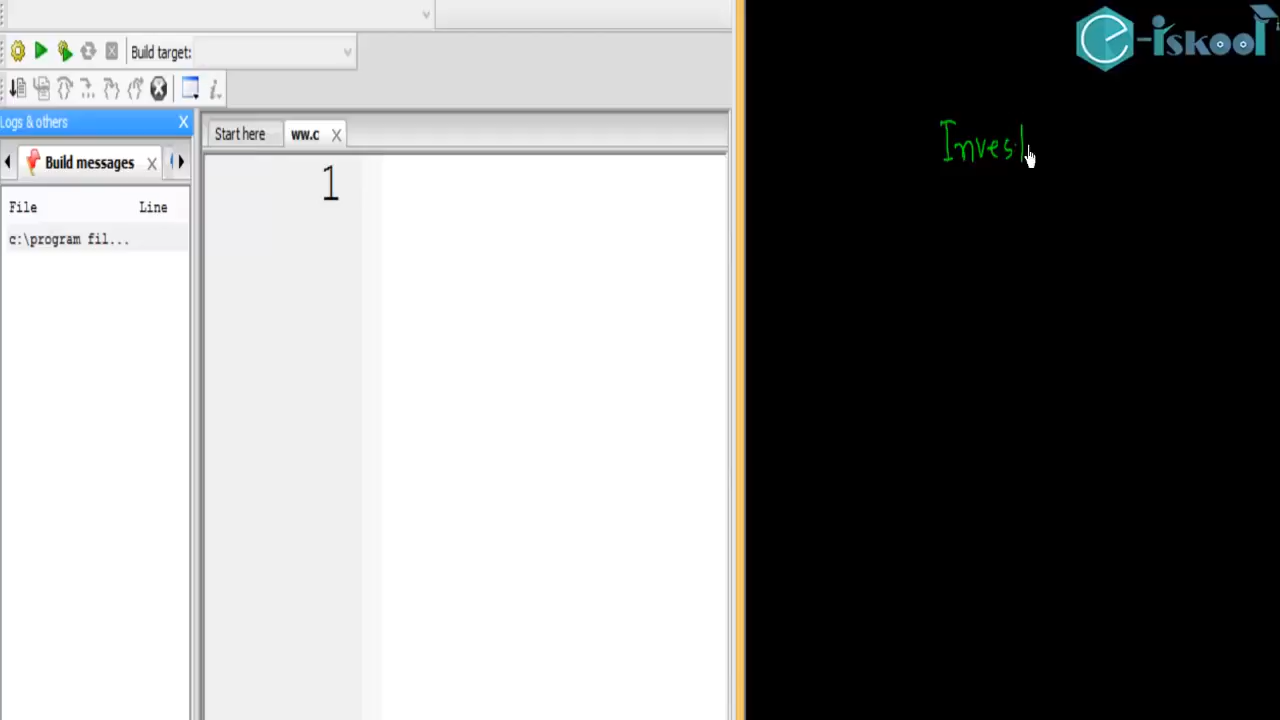 Build target:
Logs & others
Build messages
File Line
c:\program fil...
Start here
ww.c
1
e-iskool
Invest